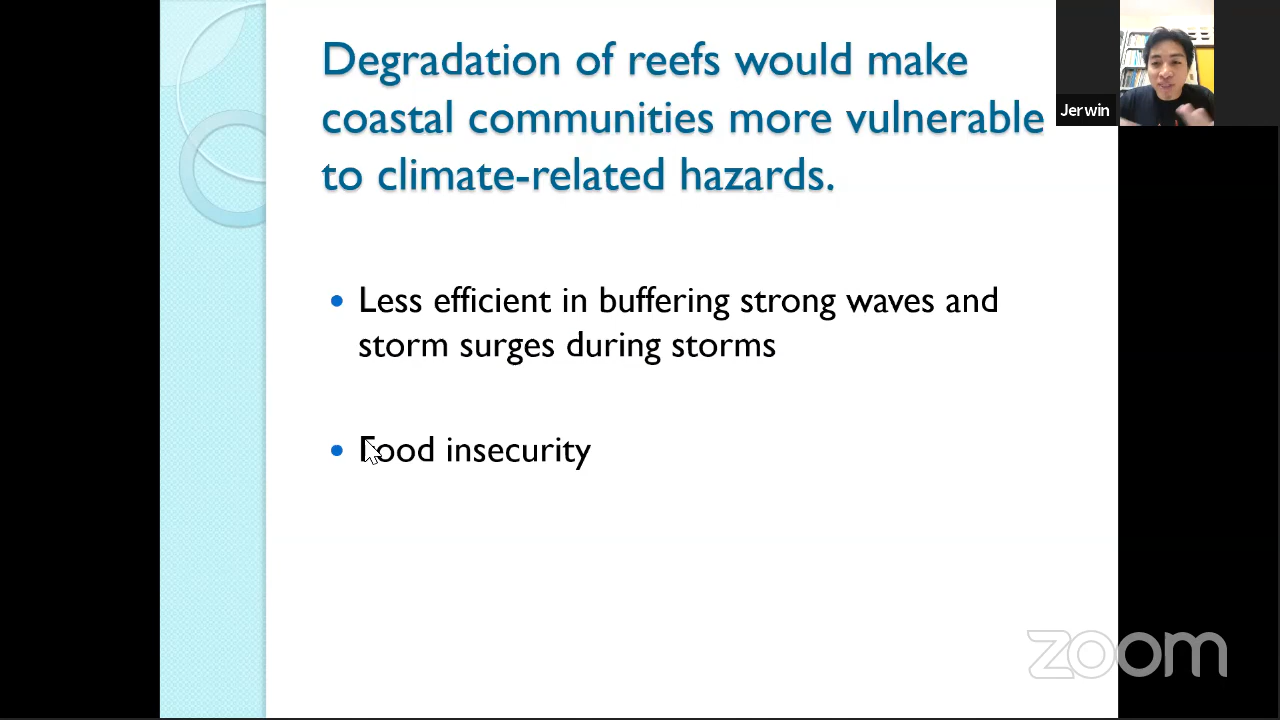 Degradation of reefs would make
coastal communities more vulnerable
to climate-related hazards.
Jerwin
Less efficient in buffering strong waves and
storm surges during storms
Food insecurity
zoom